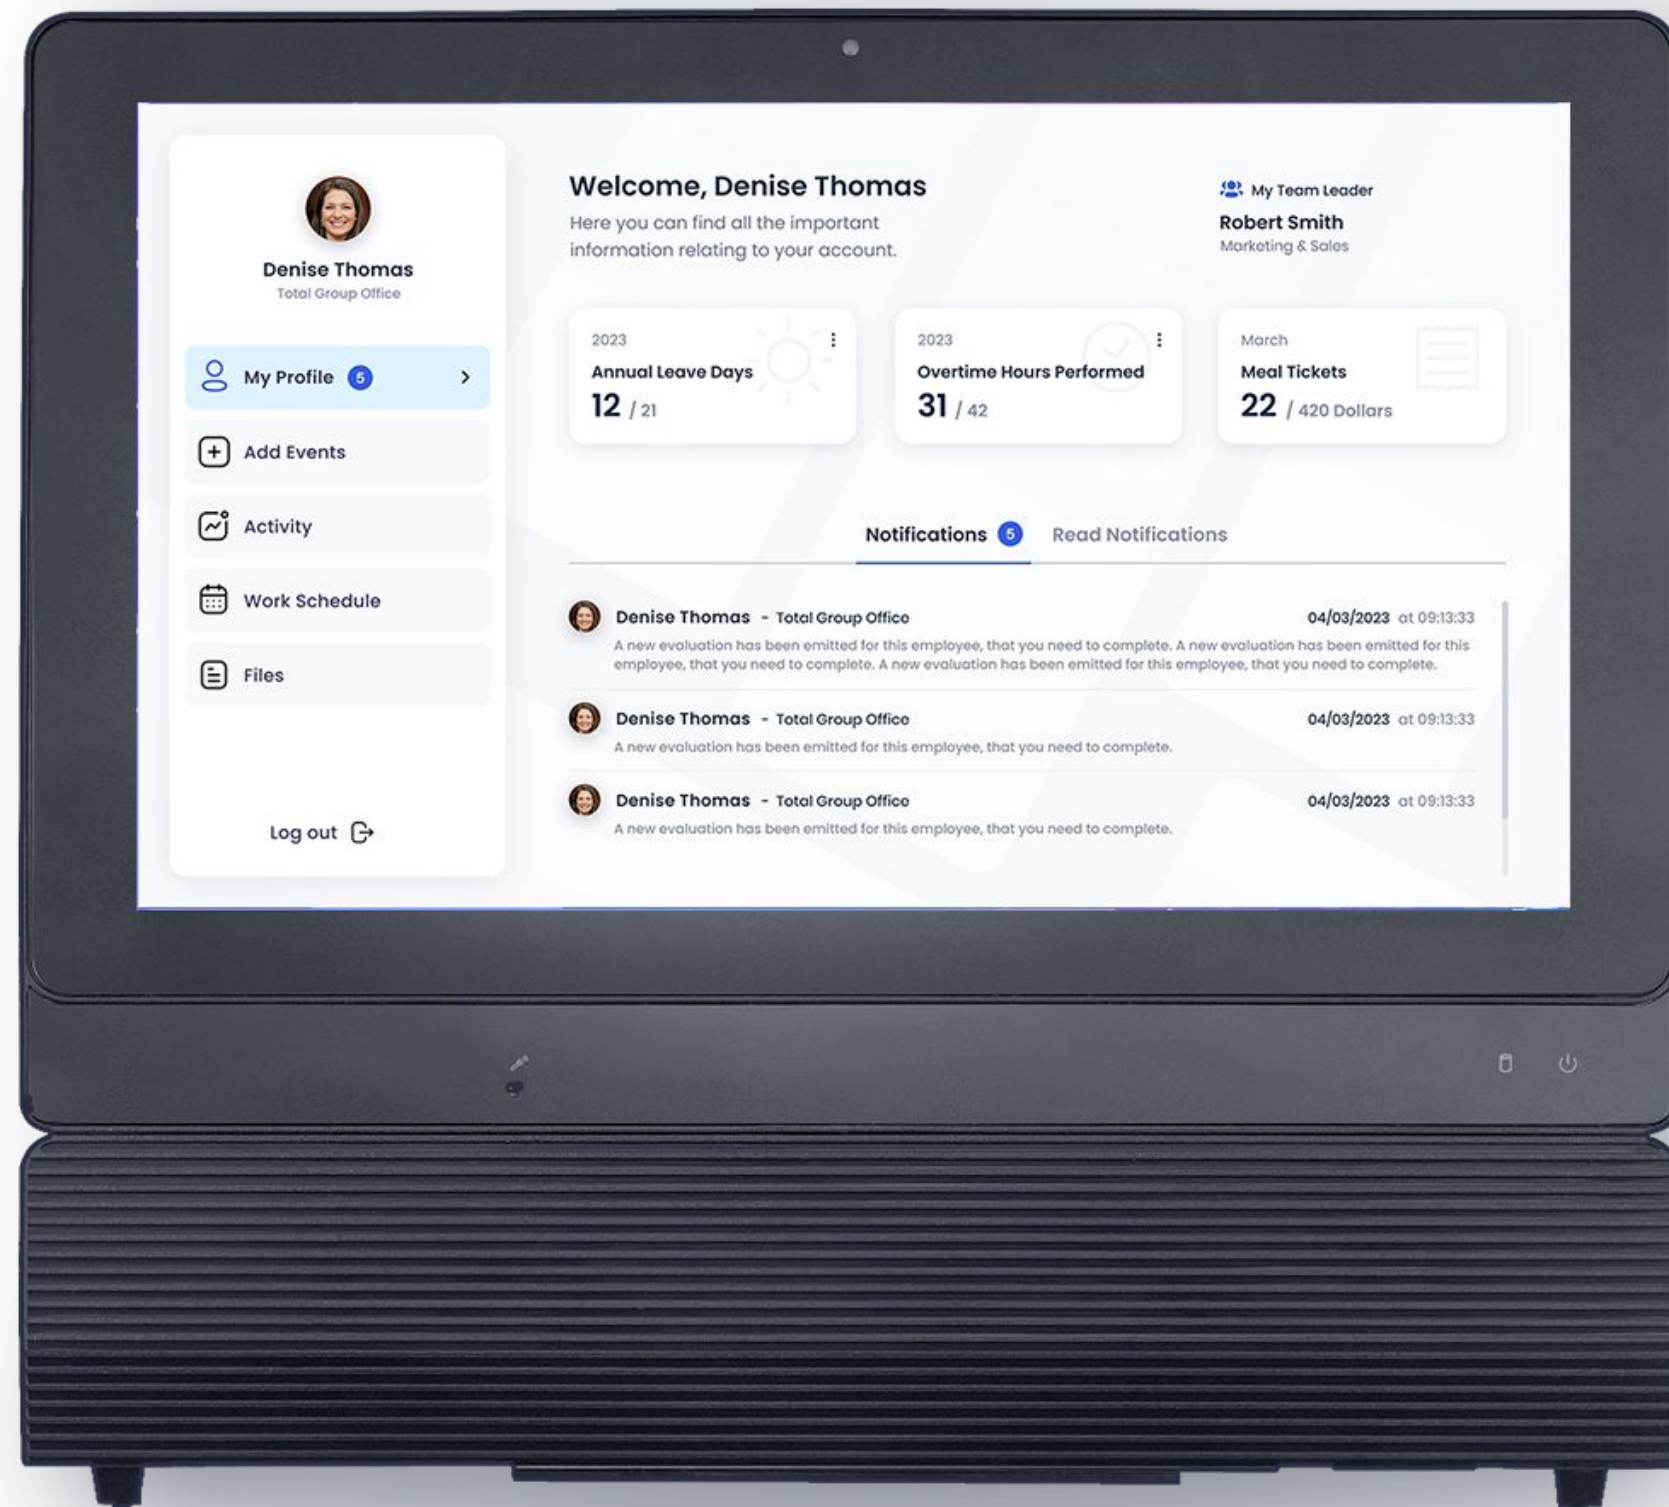 Denise Thomas
Total Group Office
My Profile 5
Add Events
Activity
Work Schedule
Files
Log out
Welcome, Denise Thomas
Here you can find all the important
information relating to your account.
My Team Leader
Robert Smith
Marketing & Sales
2023
Annual Leave Days
12 / 21
2023
Overtime Hours Performed
31 / 42
March
Meal Tickets
22 / 420 Dollars
Notifications 5 Read Notifications
Denise Thomas - Total Group Office 04/03/2023 at 09:13:33
A new evaluation has been emitted for this employee, that you need to complete. A new evaluation has been emitted for this
employee, that you need to complete. A new evaluation has been emitted for this employee, that you need to complete.
Denise Thomas - Total Group Office 04/03/2023 at 09:13:33
A new evaluation has been emitted for this employee, that you need to complete.
Denise Thomas - Total Group Office 04/03/2023 at 09:13:33
A new evaluation has been emitted for this employee, that you need to complete.